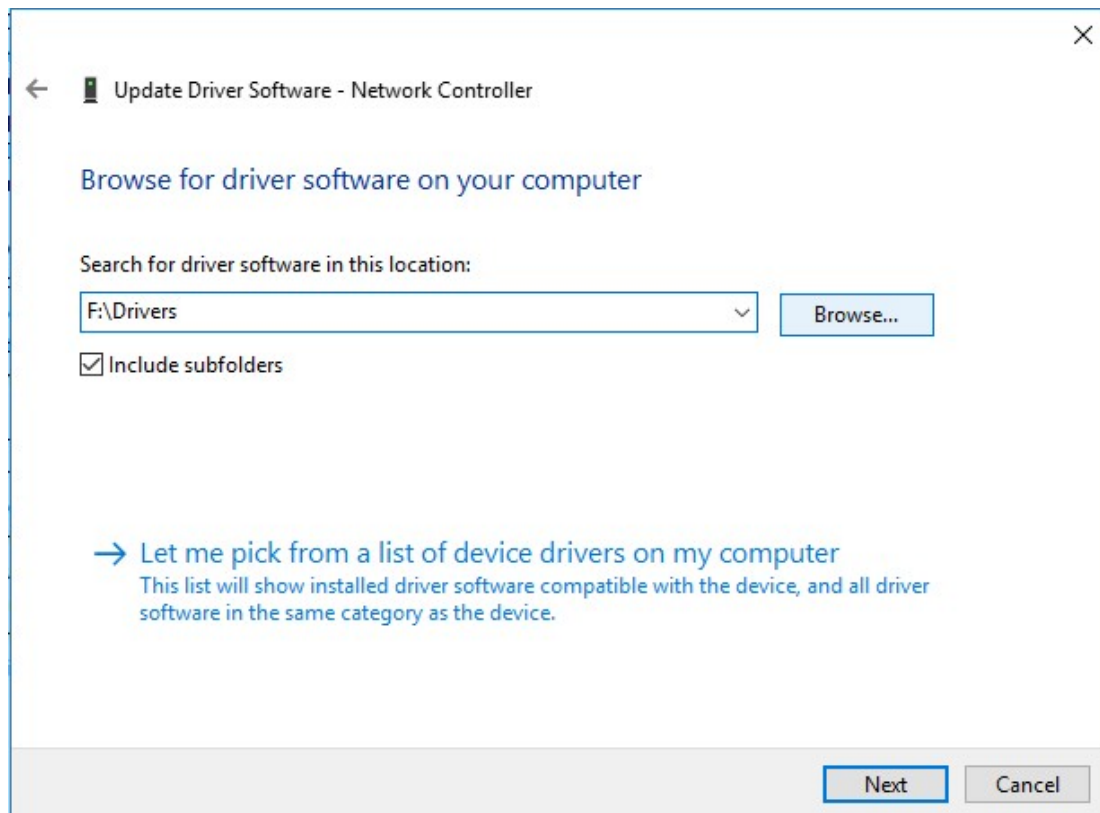 Update Driver Software - Network Controller
Browse for driver software on your computer
Search for driver software in this location:
F:\Drivers
Browse...
Include subfolders
Let me pick from a list of device drivers on my computer
This list will show installed driver software compatible with the device, and all driver
software in the same category as the device.
Next
Cancel